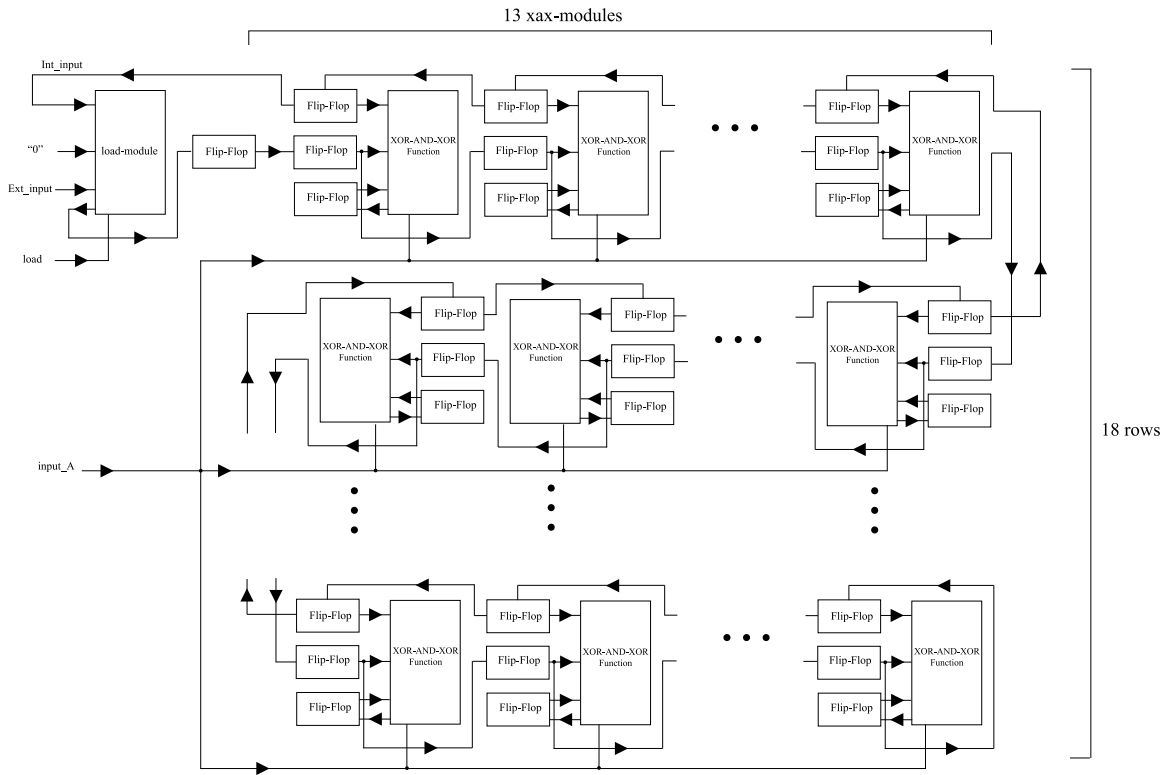 13 xax-modules
Int_input
"0"
Ext_input
load
load-module
Flip-Flop
Flip-Flop
Flip-Flop
Flip-Flop
XOR-AND-XOR
Function
Flip-Flop
Flip-Flop
Flip-Flop
XOR-AND-XOR
Function
Flip-Flop
Flip-Flop
Flip-Flop
XOR-AND-XOR
Function
XOR-AND-XOR
Function
Flip-Flop
Flip-Flop
Flip-Flop
XOR-AND-XOR
Function
Flip-Flop
Flip-Flop
Flip-Flop
XOR-AND-XOR
Function
Flip-Flop
Flip-Flop
Flip-Flop
18 rows
input_A
Flip-Flop
Flip-Flop
Flip-Flop
XOR-AND-XOR
Function
Flip-Flop
Flip-Flop
Flip-Flop
XOR-AND-XOR
Function
Flip-Flop
Flip-Flop
Flip-Flop
XOR-AND-XOR
Function